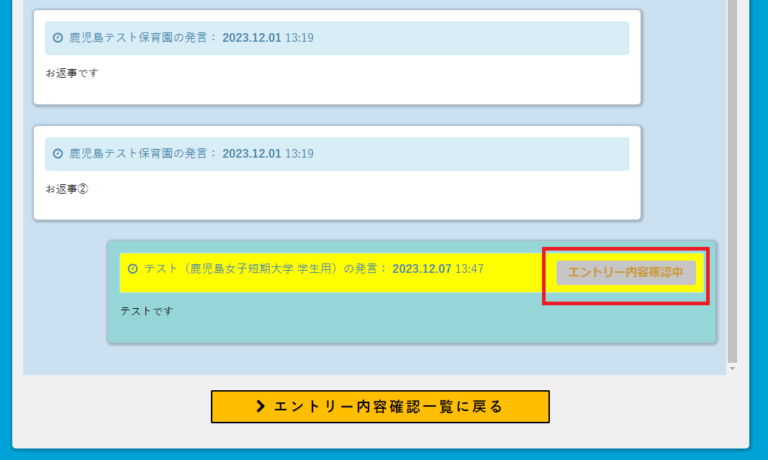 鹿児島テスト保育園の発言： 2023.12.01 13:19
お返事です
鹿児島テスト保育園の発言： 2023.12.01 13:19
お返事②
テスト（鹿児島女子短期大学 学生用）の発言： 2023.12.07 13:47 エントリー内容確認中
テストです
エントリー内容確認一覧に戻る